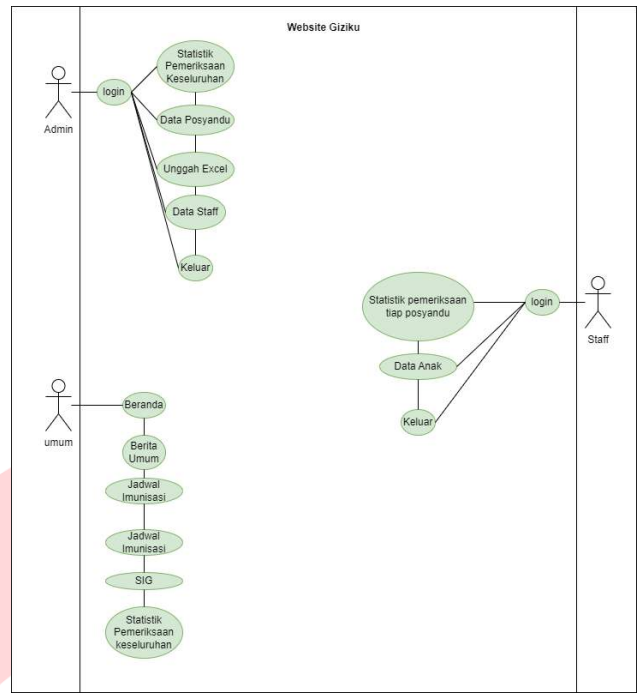 Website Giziku
Statistik
Pemeriksaan
Keseluruhan
login
Admin
Data Posyandu
Unggah Excel
Data Staff
Keluar
Statistik pemeriksaan
tiap posyandu
login
Staff
Data Anak
Keluar
umum
Beranda
Berita
Umum
Jadwal
Imunisasi
Jadwal
Imunisasi
SIG
Statistik
Pemeriksaan
keseluruhan